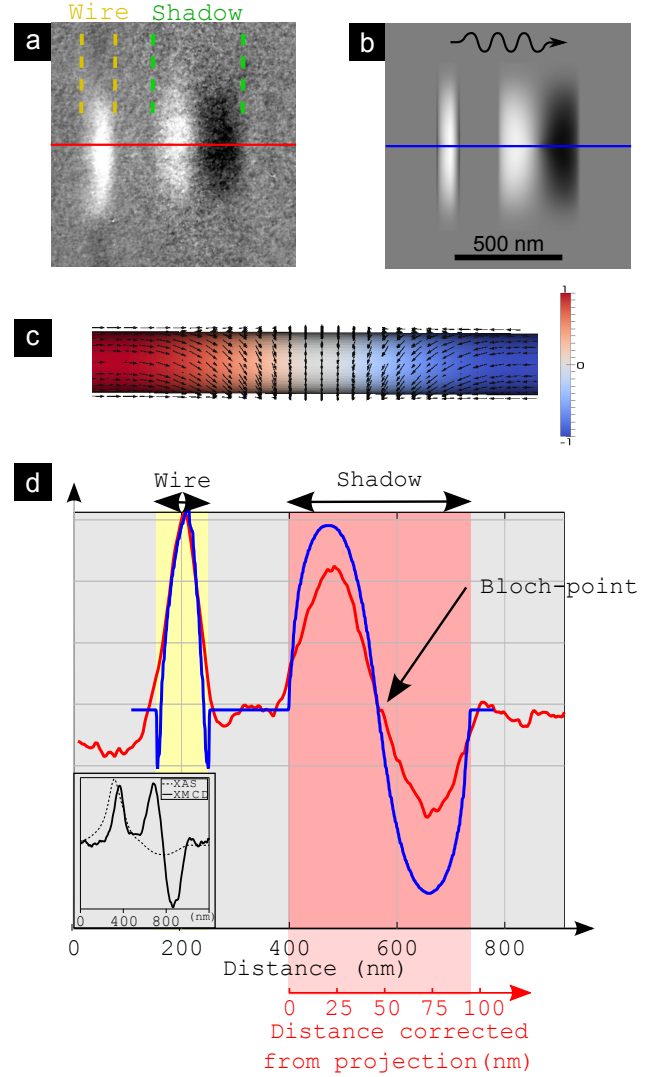 Wire Shadow
a
b
500 nm
c
1
0
-1
d
Wire
Shadow
Bloch-point
XAS
XMCD
0 400 800 (nm)
0 200 400 600 800
Distance (nm)
0 25 50 75 100
Distance corrected
from projection(nm)